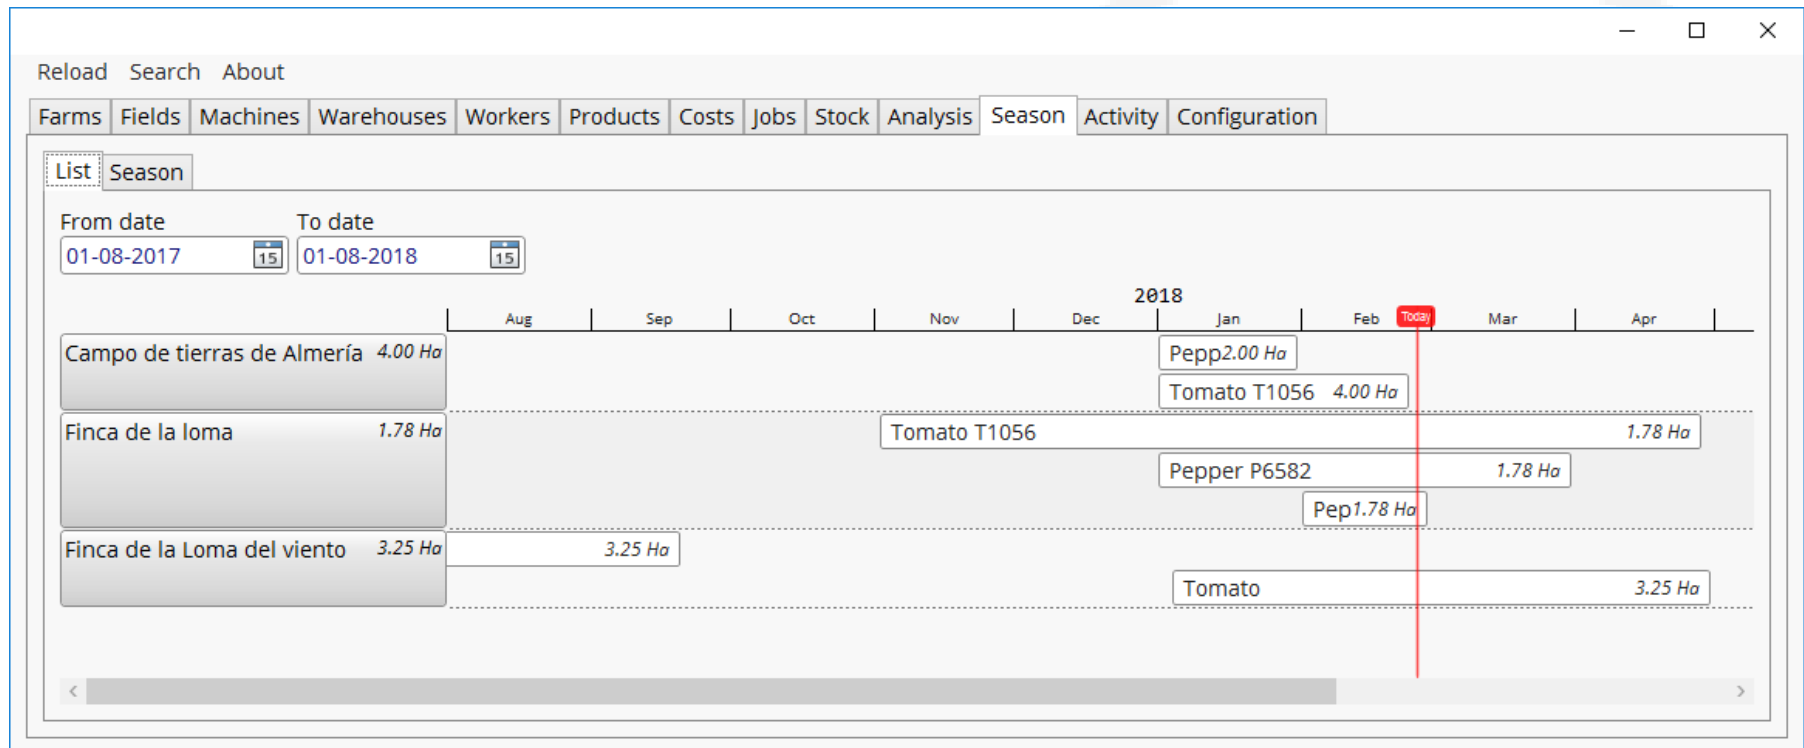 Reload Search About
Farms Fields Machines Warehouses Workers Products Costs Jobs Stock Analysis Season Activity Configuration
List Season
From date To date
01-08-2017 15 01-08-2018 15
2018
Aug Sep Oct Nov Dec Jan Feb Today Mar Apr
Campo de tierras de Almería 4.00 Ha Pepp2.00 Ha
Tomato T1056 4.00 Ha
Finca de la loma 1.78 Ha Tomato T1056 1.78 Ha
Pepper P6582 1.78 Ha
Pep1.78 Ha
Finca de la Loma del viento 3.25 Ha 3.25 Ha
Tomato 3.25 Ha